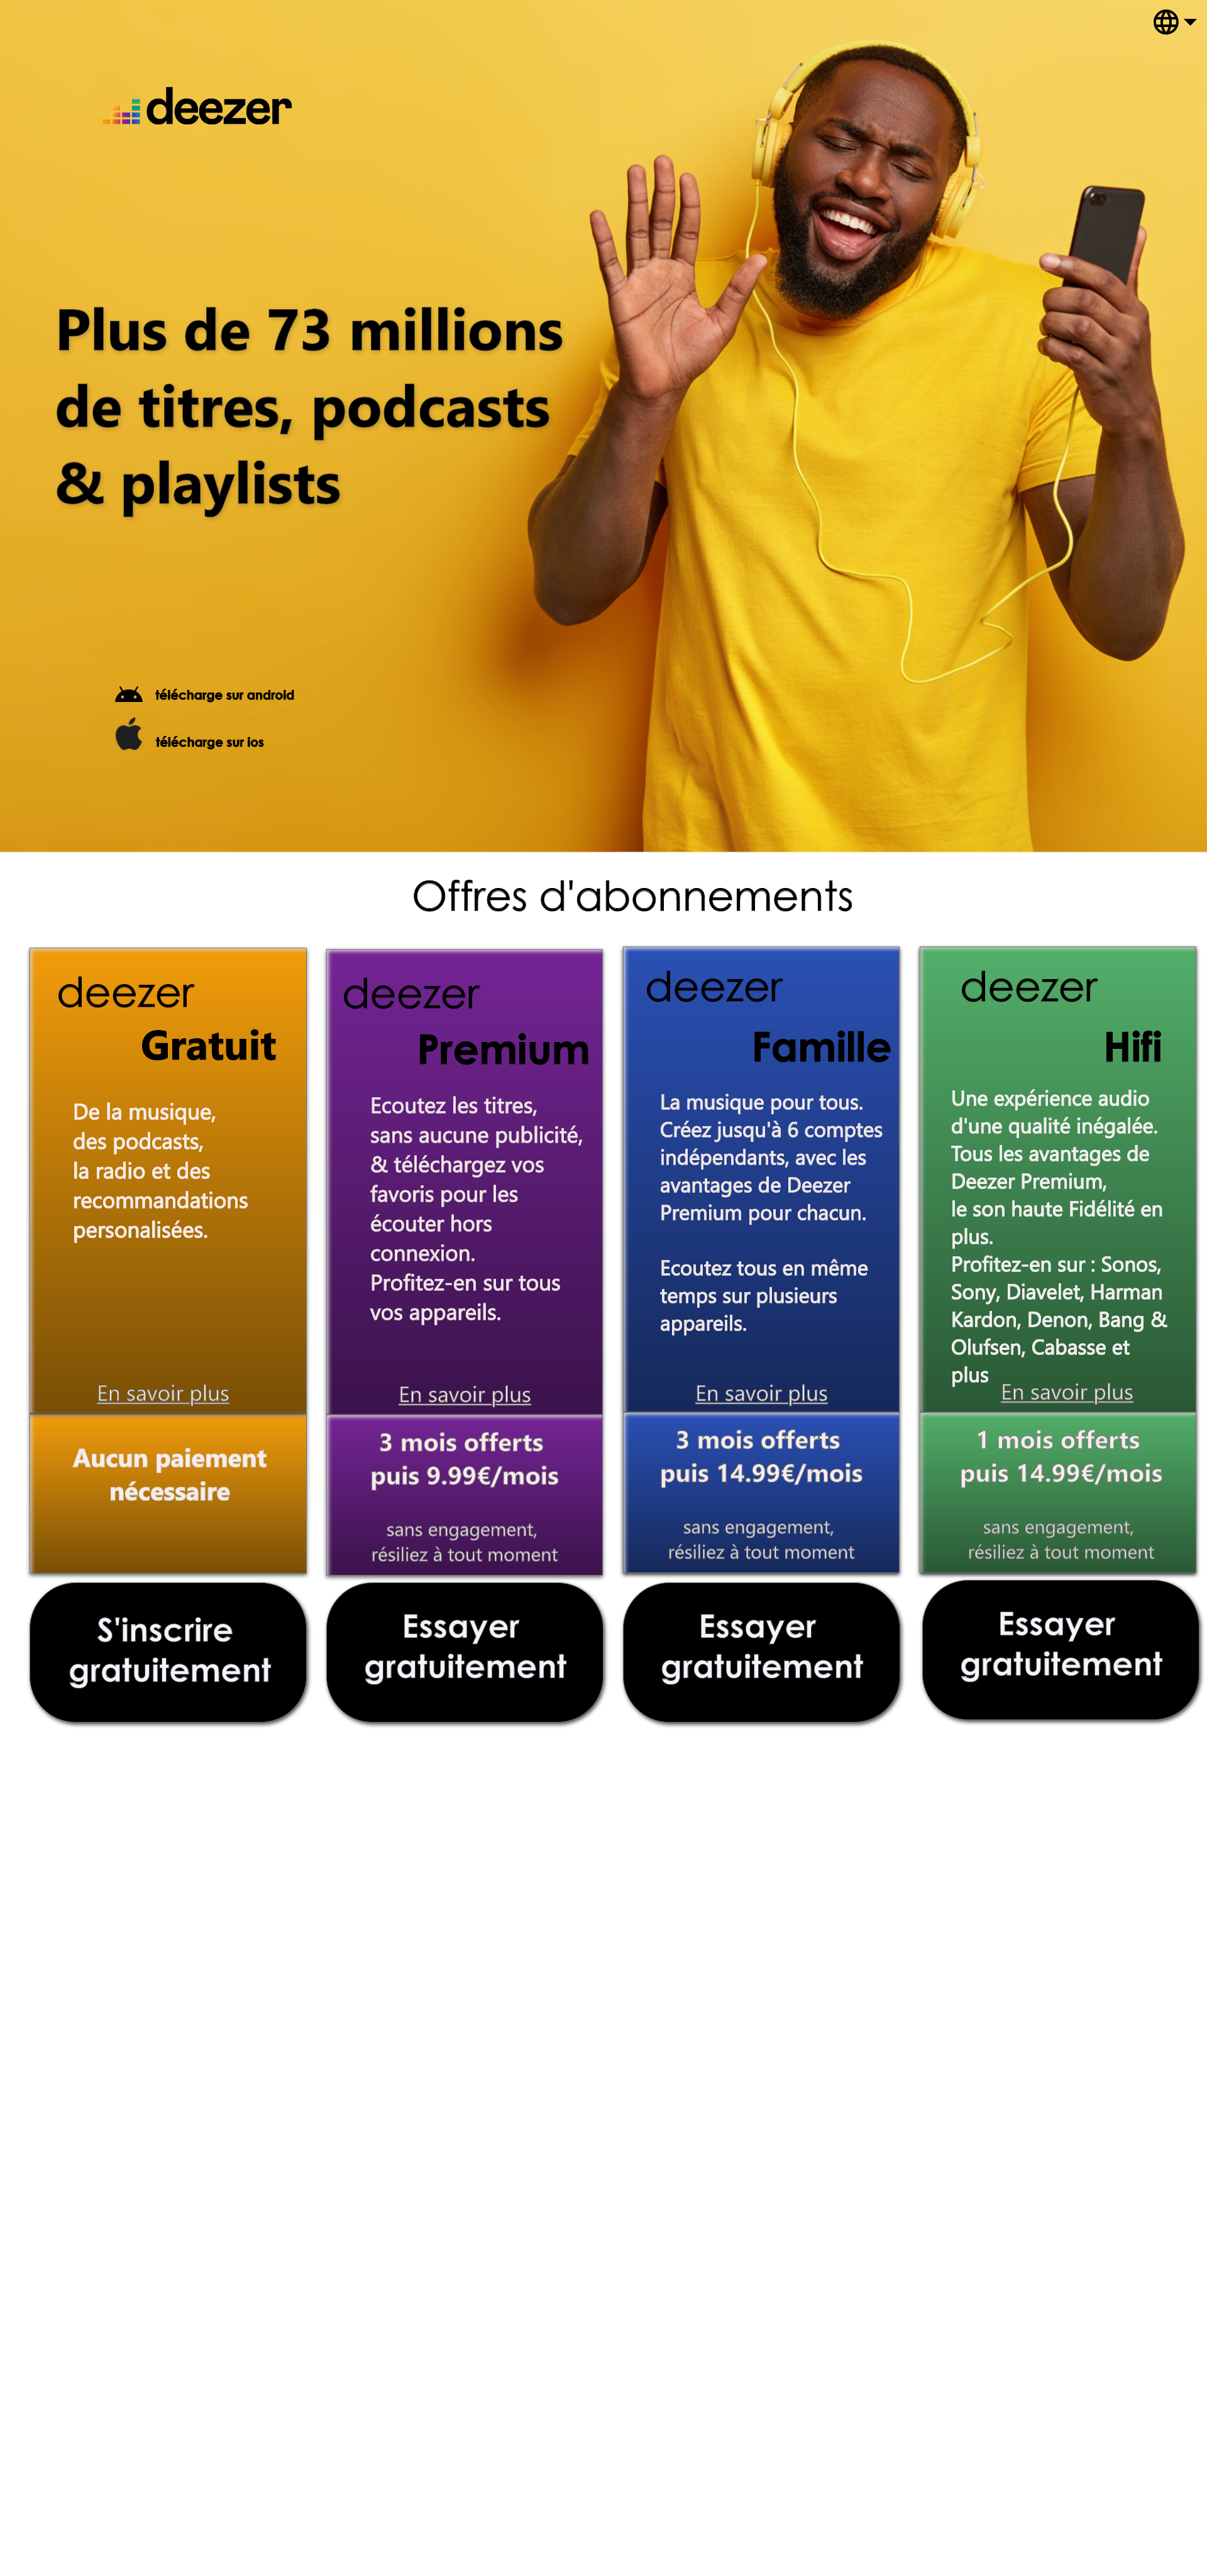 deezer
Plus de 73 millions
de titres, podcasts
& playlists
télécharge sur android
télécharge sur ios
Offres d'abonnements
deezer
Gratuit
De la musique,
des podcasts,
la radio et des
recommandations
personalisées.
En savoir plus
Aucun paiement
nécessaire
S'inscrire
gratuitement
deezer
Premium
Ecoutez les titres,
sans aucune publicité,
& téléchargez vos
favoris pour les
écouter hors
connexion.
Profitez-en sur tous
vos appareils.
En savoir plus
3 mois offerts
puis 9.99€/mois
sans engagement,
résiliez à tout moment
Essayer
gratuitement
deezer
Famille
La musique pour tous.
Créez jusqu'à 6 comptes
indépendants, avec les
avantages de Deezer
Premium pour chacun.
Ecoutez tous en même
temps sur plusieurs
appareils.
En savoir plus
3 mois offerts
puis 14.99€/mois
sans engagement,
résiliez à tout moment
Essayer
gratuitement
deezer
Hifi
Une expérience audio
d'une qualité inégalée.
Tous les avantages de
Deezer Premium,
le son haute Fidélité en
plus.
Profitez-en sur : Sonos,
Sony, Diavelet, Harman
Kardon, Denon, Bang &
Olufsen, Cabasse et
plus
En savoir plus
1 mois offerts
puis 14.99€/mois
sans engagement,
résiliez à tout moment
Essayer
gratuitement